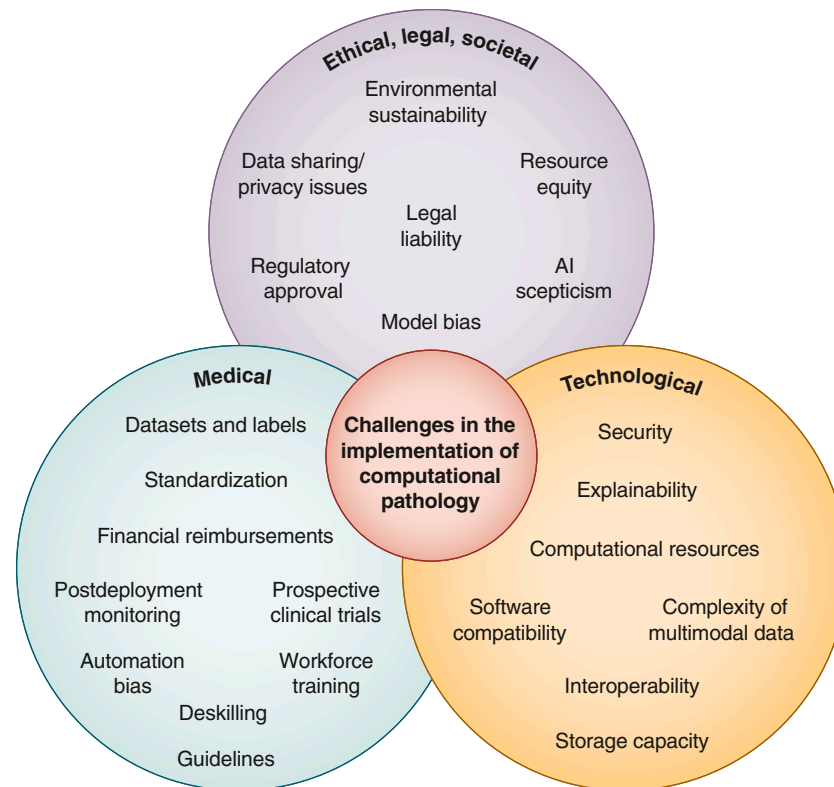 Ethical, legal, societal
Environmental
sustainability
Data sharing/
privacy issues
Resource
equity
Legal
liability
Regulatory
approval
AI
scepticism
Model bias
Challenges in the
implementation of
computational
pathology
Medical
Datasets and labels
Standardization
Financial reimbursements
Postdeployment
monitoring
Prospective
clinical trials
Automation
bias
Workforce
training
Deskilling
Guidelines
Technological
Security
Explainability
Computational resources
Software
compatibility
Complexity of
multimodal data
Interoperability
Storage capacity